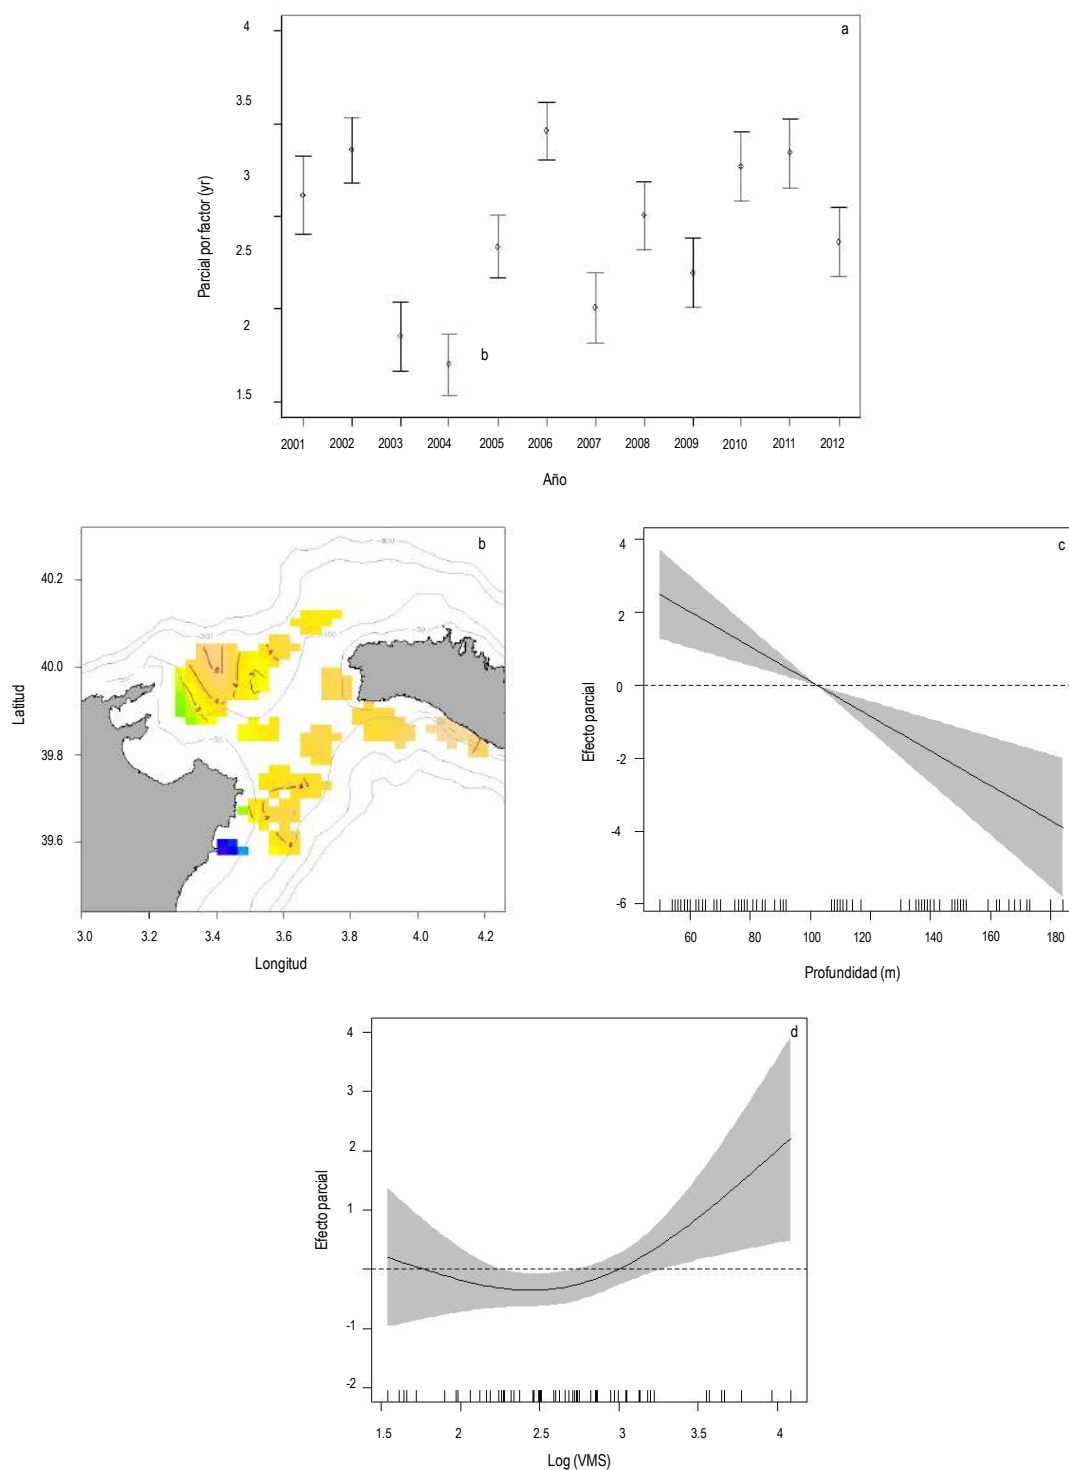 a
4
3.5
3
2.5
2
1.5
Parcial por factor (yr)
b
2001 2002 2003 2004 2005 2006 2007 2008 2009 2010 2011 2012
Año
b
40.2
40.0
39.8
39.6
Latitud
3.0 3.2 3.4 3.6 3.8 4.0 4.2
Longitud
c
4
2
0
-2
-4
-6
Efecto parcial
60 80 100 120 140 160 180
Profundidad (m)
d
4
3
2
1
-1
-2
Efecto parcial
1.5 2 2.5 3 3.5 4
Log (VMS)